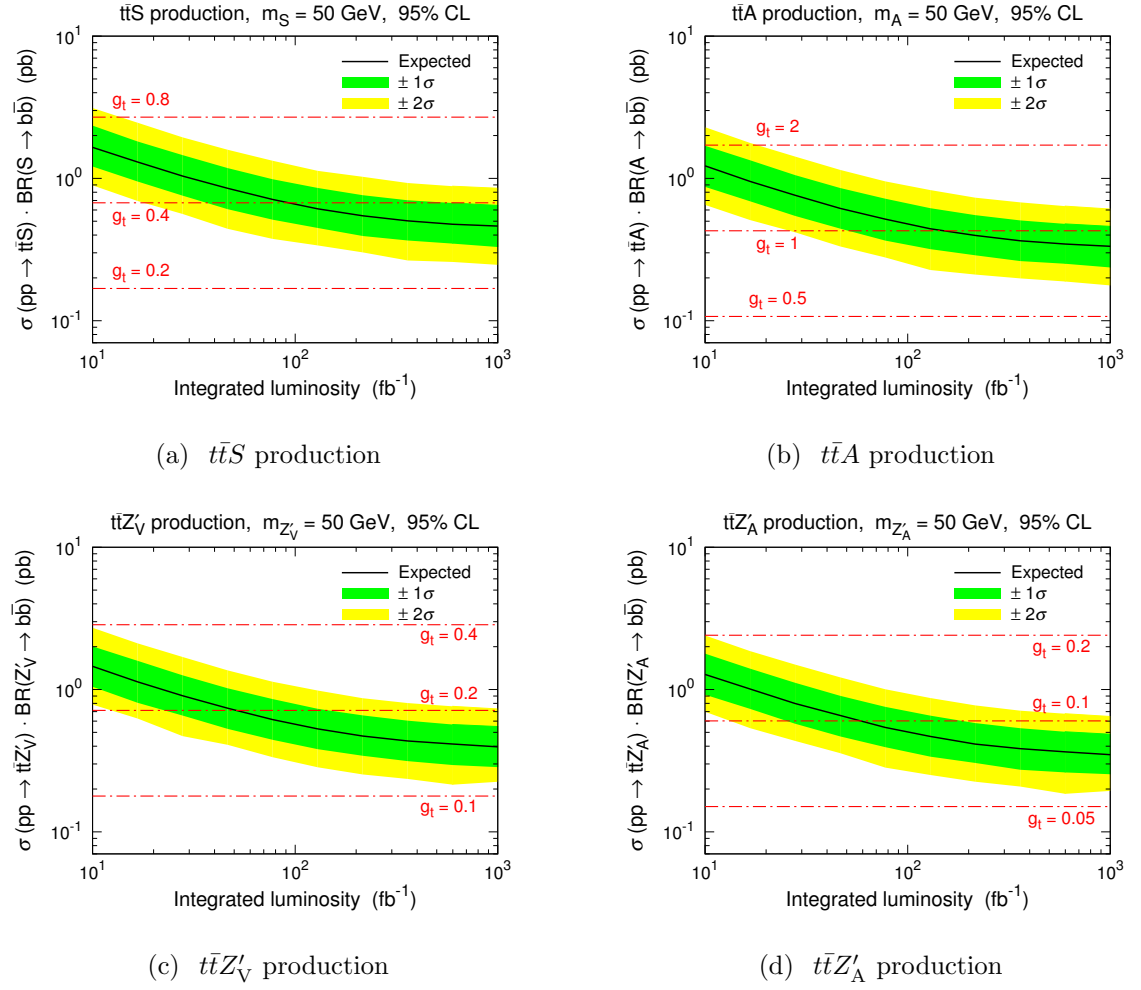 tt̄S production, m_S = 50 GeV, 95% CL
σ (pp → tt̄S) · BR(S → bb̄) (pb)
10^1
10^0
10^-1
Expected
± 1σ
± 2σ
g_t = 0.8
g_t = 0.4
g_t = 0.2
10^1 10^2 10^3
Integrated luminosity (fb^-1)
(a) tt̄S production
tt̄A production, m_A = 50 GeV, 95% CL
σ (pp → tt̄A) · BR(A → bb̄) (pb)
10^1
10^0
10^-1
Expected
± 1σ
± 2σ
g_t = 2
g_t = 1
g_t = 0.5
10^1 10^2 10^3
Integrated luminosity (fb^-1)
(b) tt̄A production
tt̄Z′_V production, m_Z′_V = 50 GeV, 95% CL
σ (pp → tt̄Z′_V) · BR(Z′_V → bb̄) (pb)
10^1
10^0
10^-1
Expected
± 1σ
± 2σ
g_t = 0.4
g_t = 0.2
g_t = 0.1
10^1 10^2 10^3
Integrated luminosity (fb^-1)
(c) tt̄Z′_V production
tt̄Z′_A production, m_Z′_A = 50 GeV, 95% CL
σ (pp → tt̄Z′_A) · BR(Z′_A → bb̄) (pb)
10^1
10^0
10^-1
Expected
± 1σ
± 2σ
g_t = 0.2
g_t = 0.1
g_t = 0.05
10^1 10^2 10^3
Integrated luminosity (fb^-1)
(d) tt̄Z′_A production